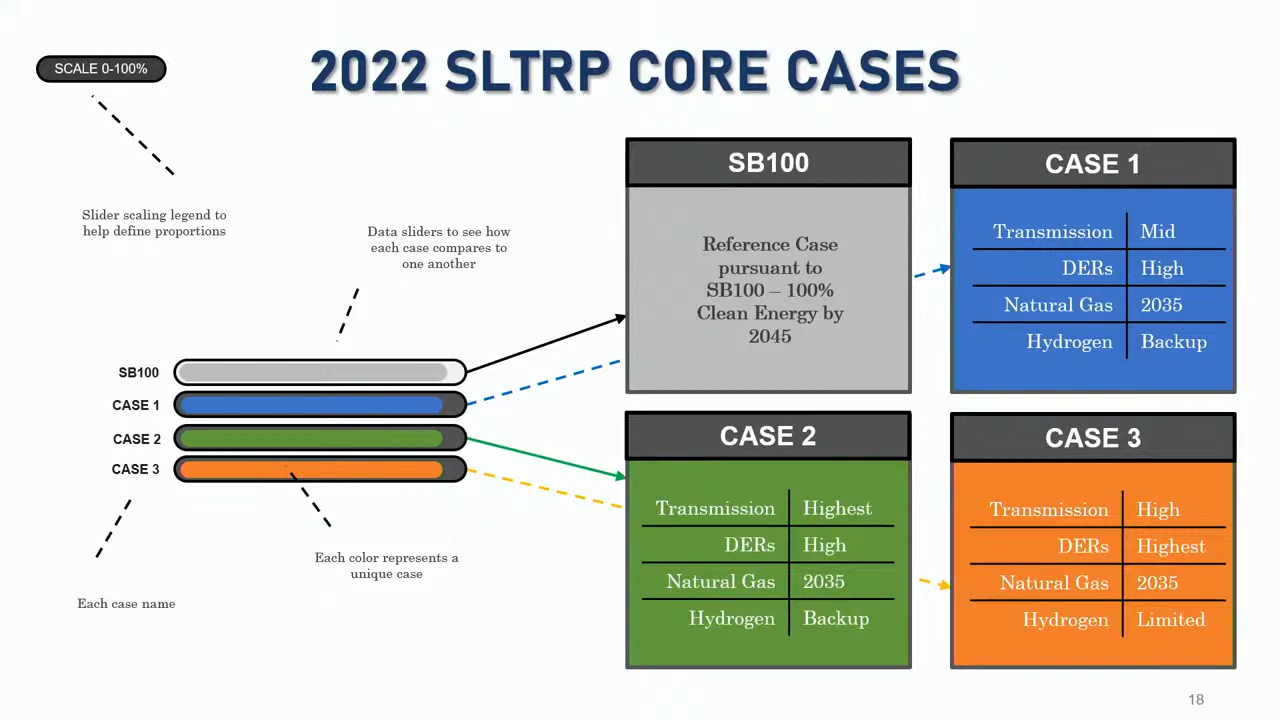 SCALE 0-100%
2022 SLTRP CORE CASES
Slider scaling legend to
help define proportions
Data sliders to see how
each case compares to
one another
SB100
CASE 1
CASE 2
CASE 3
Each color represents a
unique case
Each case name
SB100
Reference Case
pursuant to
SB100 – 100%
Clean Energy by
2045
CASE 1
Transmission Mid
DERs High
Natural Gas 2035
Hydrogen Backup
CASE 2
Transmission Highest
DERs High
Natural Gas 2035
Hydrogen Backup
CASE 3
Transmission High
DERs Highest
Natural Gas 2035
Hydrogen Limited
18